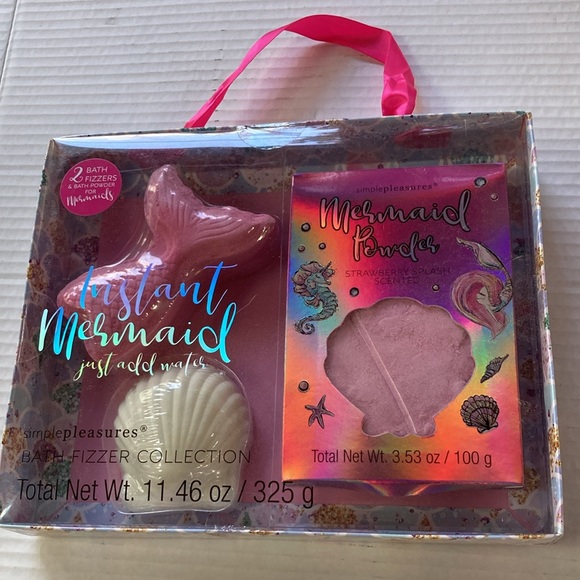 2 BATH
FIZZERS
& BATH POWDER
FOR
Mermaids
Instant
Mermaid
just add water
simplepleasures®
BATH FIZZER COLLECTION
Total Net Wt. 11.46 oz / 325 g
simplepleasures®
Mermaid
Powder
STRAWBERRY SPLASH
SCENTED
Total Net Wt. 3.53 oz / 100 g